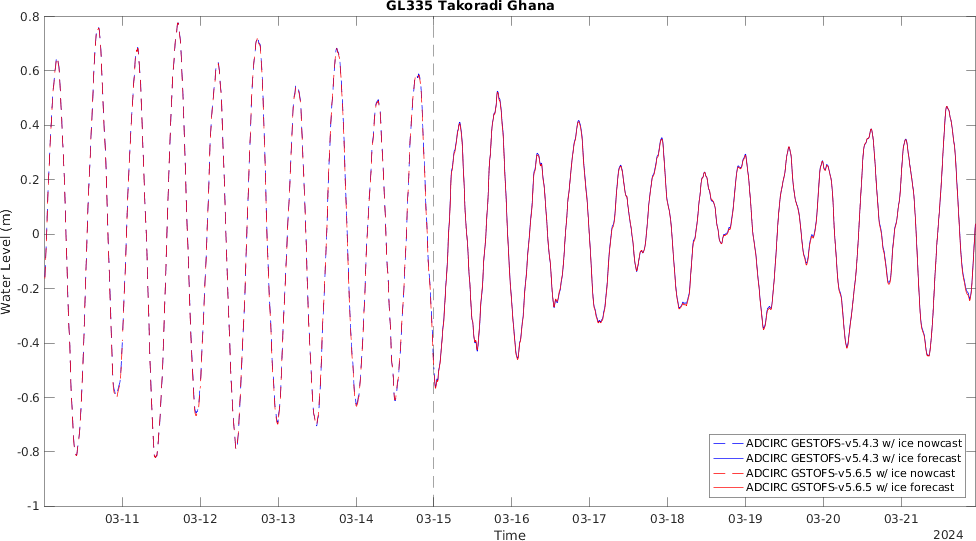 GL335 Takoradi Ghana
0.8
0.6
0.4
0.2
0
-0.2
-0.4
-0.6
-0.8
-1
Water Level (m)
ADCIRC GESTOFS-v5.4.3 w/ ice nowcast
ADCIRC GESTOFS-v5.4.3 w/ ice forecast
ADCIRC GSTOFS-v5.6.5 w/ ice nowcast
ADCIRC GSTOFS-v5.6.5 w/ ice forecast
03-11 03-12 03-13 03-14 03-15 03-16 03-17 03-18 03-19 03-20 03-21
Time
2024